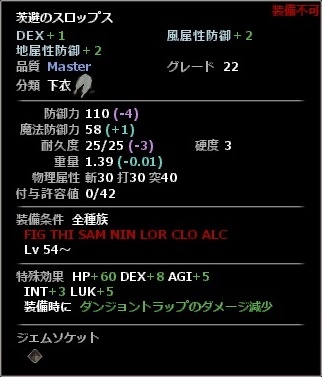 茨避のスロップス 装備不可
DEX+1 風属性防御+2
地属性防御+2
品質 Master グレード 22
分類 下衣
防御力 110 (-4)
魔法防御力 58 (+1)
耐久度 25/25 (-3) 硬度 3
重量 1.39 (-0.01)
物理属性 斬30 打30 突40
付与許容値 0/42
装備条件 全種族
FIG THI SAM NIN LOR CLO ALC
Lv 54～
特殊効果 HP+60 DEX+8 AGI+5
INT+3 LUK+5
装備時に ダンジョントラップのダメージ減少
ジェムソケット